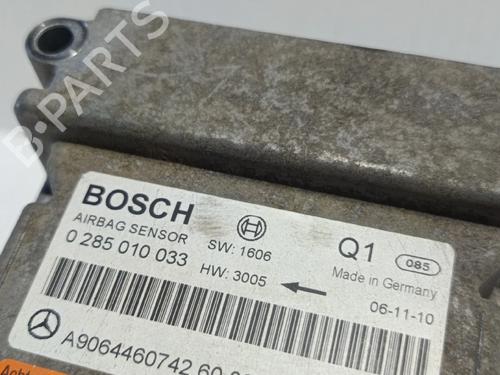 B-PARTS
BOSCH
AIRBAG SENSOR SW: 1606 Q1 085
0 285 010 033 HW: 3005 Made in Germany
06-11-10
A9064460742
Acht